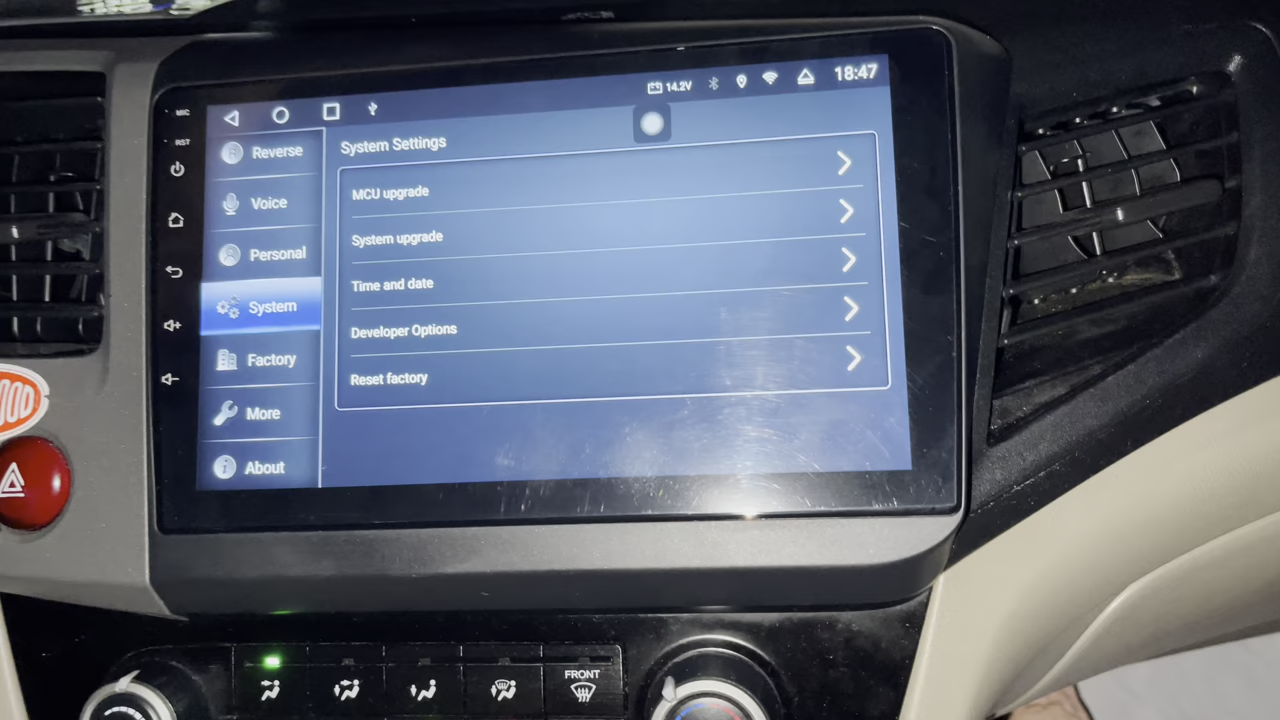 MIC
14.2V
18:47
RST
Reverse
System Settings
MCU upgrade
Voice
System upgrade
Personal
Time and date
System
Developer Options
Factory
Reset factory
More
About
FRONT